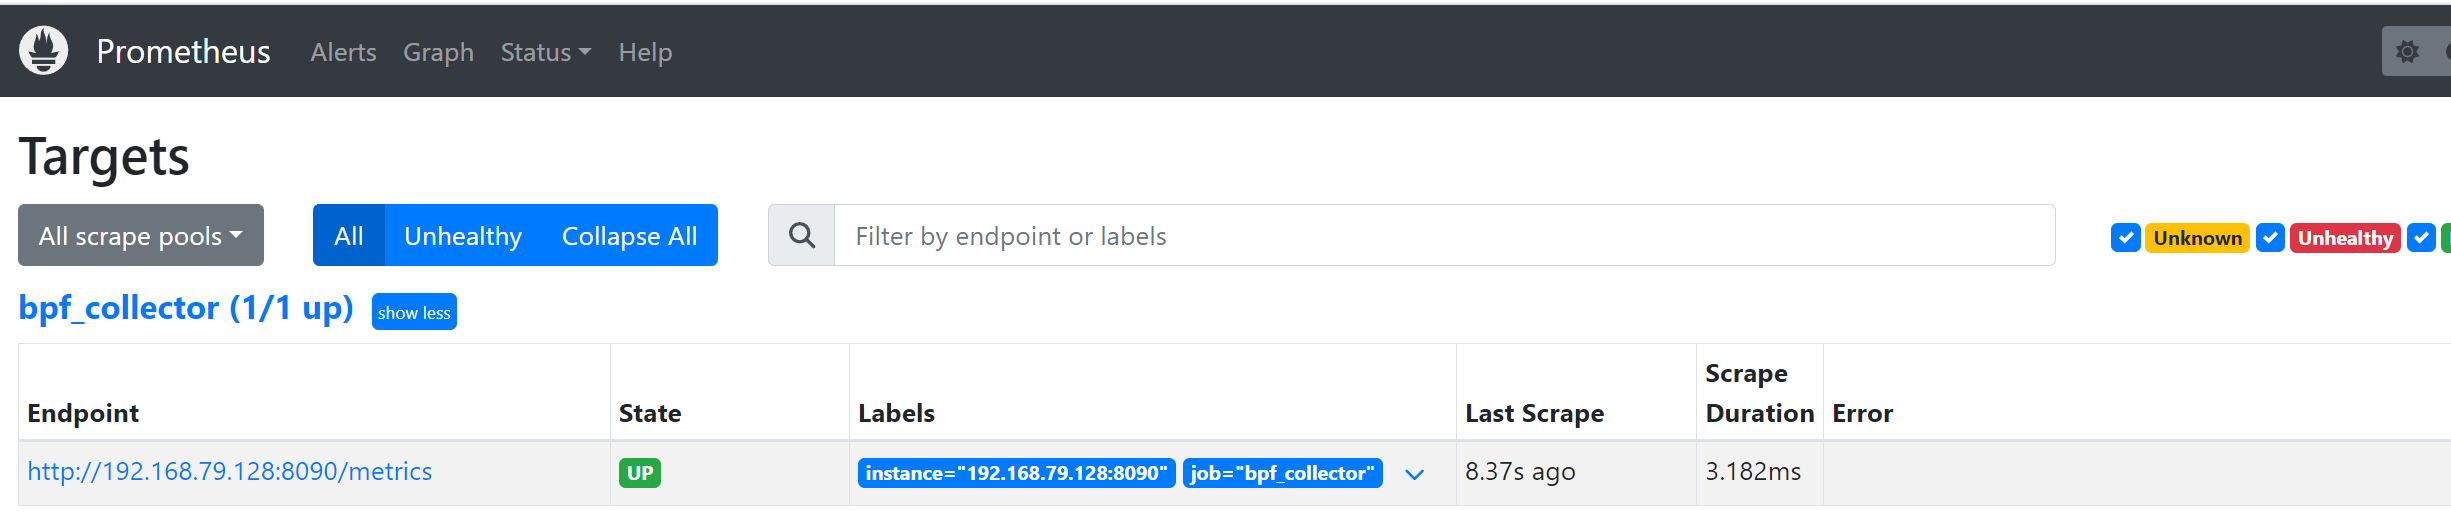 Prometheus Alerts Graph Status Help
Targets
All scrape pools All Unhealthy Collapse All Filter by endpoint or labels Unknown Unhealthy
bpf_collector (1/1 up) show less
Endpoint State Labels Last Scrape Scrape Duration Error
http://192.168.79.128:8090/metrics UP instance="192.168.79.128:8090" job="bpf_collector" 8.37s ago 3.182ms